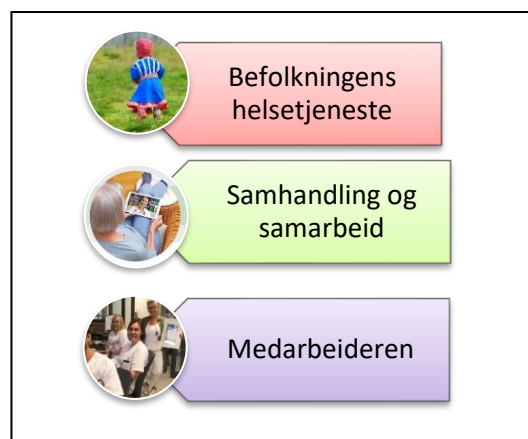 Befolkningens
helsetjeneste
Samhandling og
samarbeid
Medarbeideren